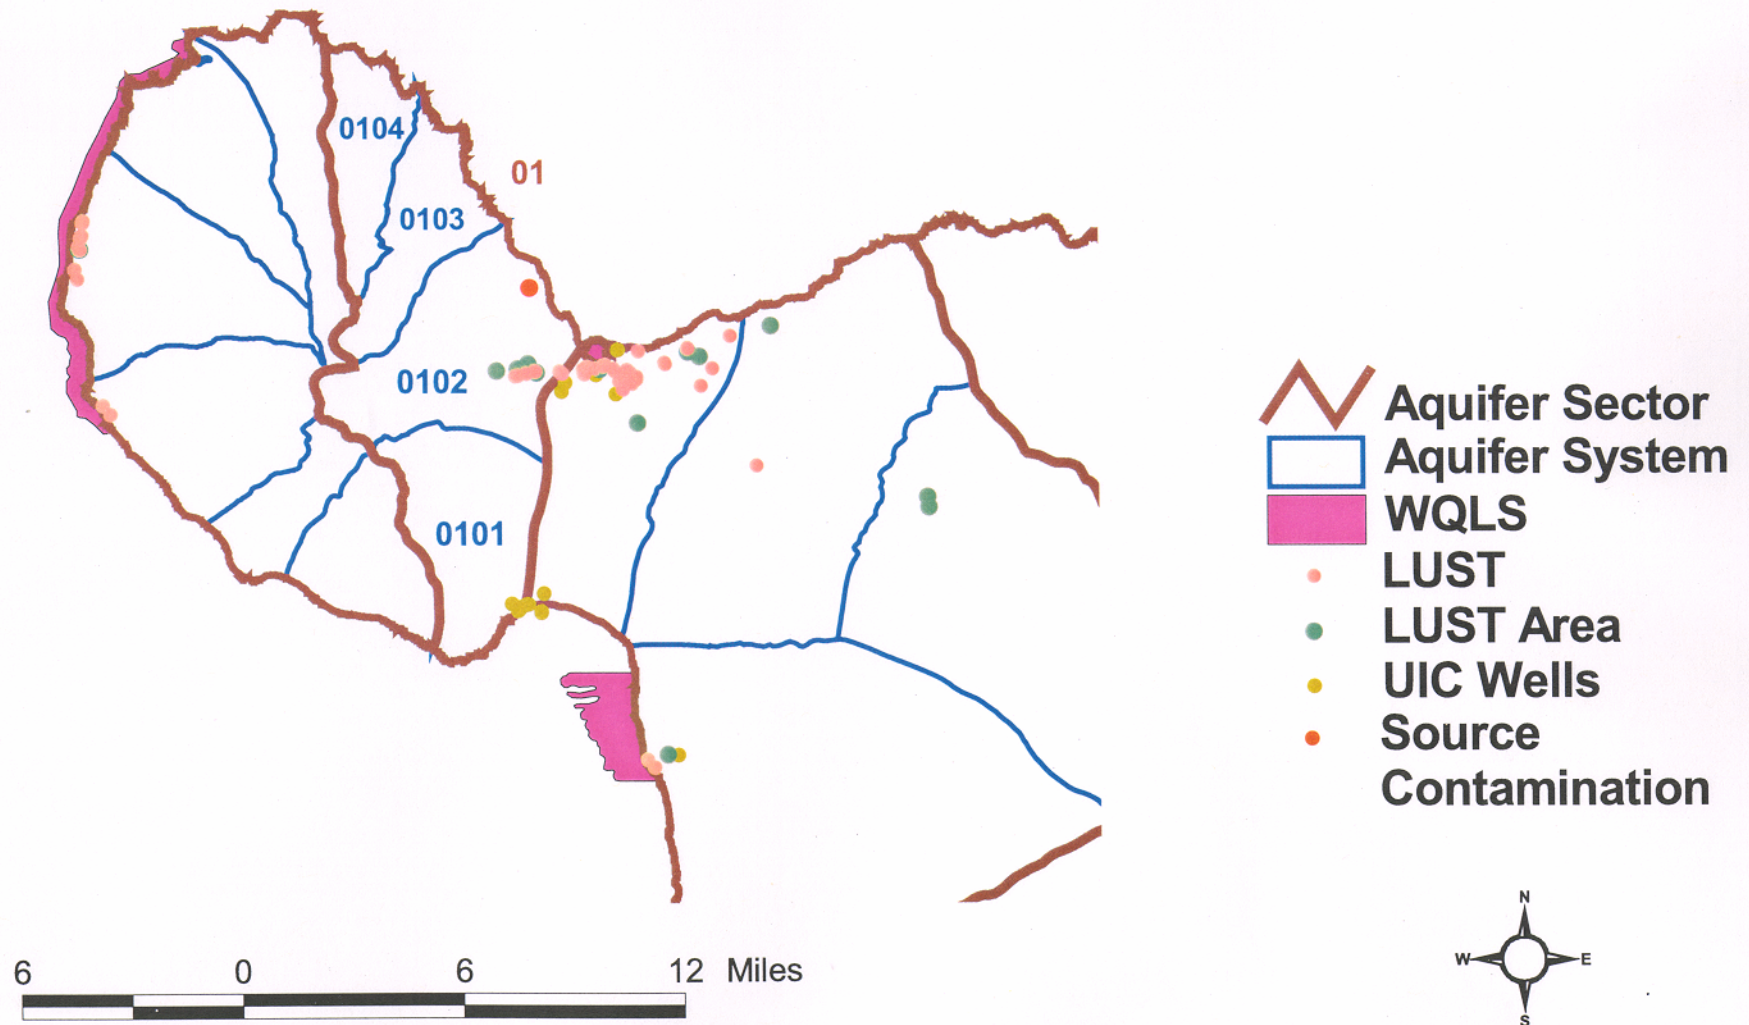 0104
01
0103
0102
0101
Aquifer Sector
Aquifer System
WQLS
LUST
LUST Area
UIC Wells
Source
Contamination
N
W E
S
6 0 6 12 Miles